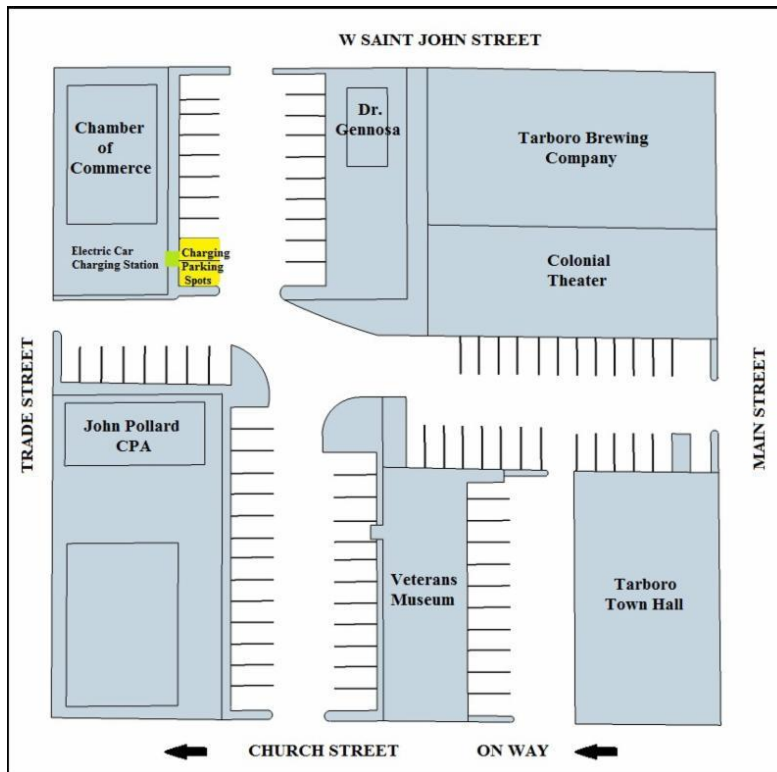 W SAINT JOHN STREET
Chamber
of
Commerce
Dr.
Gennosa
Tarboro Brewing
Company
Electric Car
Charging Station
Charging
Parking
Spots
Colonial
Theater
TRADE STREET
MAIN STREET
John Pollard
CPA
Veterans
Museum
Tarboro
Town Hall
CHURCH STREET
ON WAY